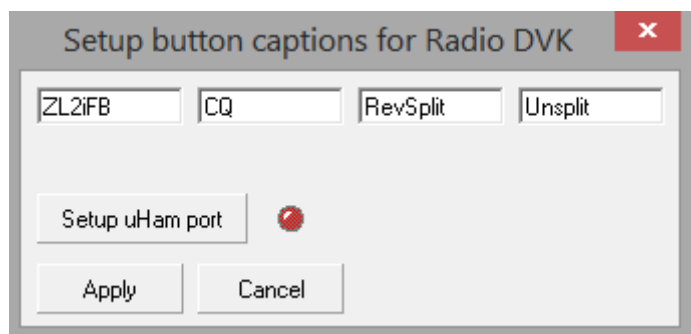 Setup button captions for Radio DVK x
ZL2iFB CQ RevSplit Unsplit
Setup uHam port
Apply Cancel